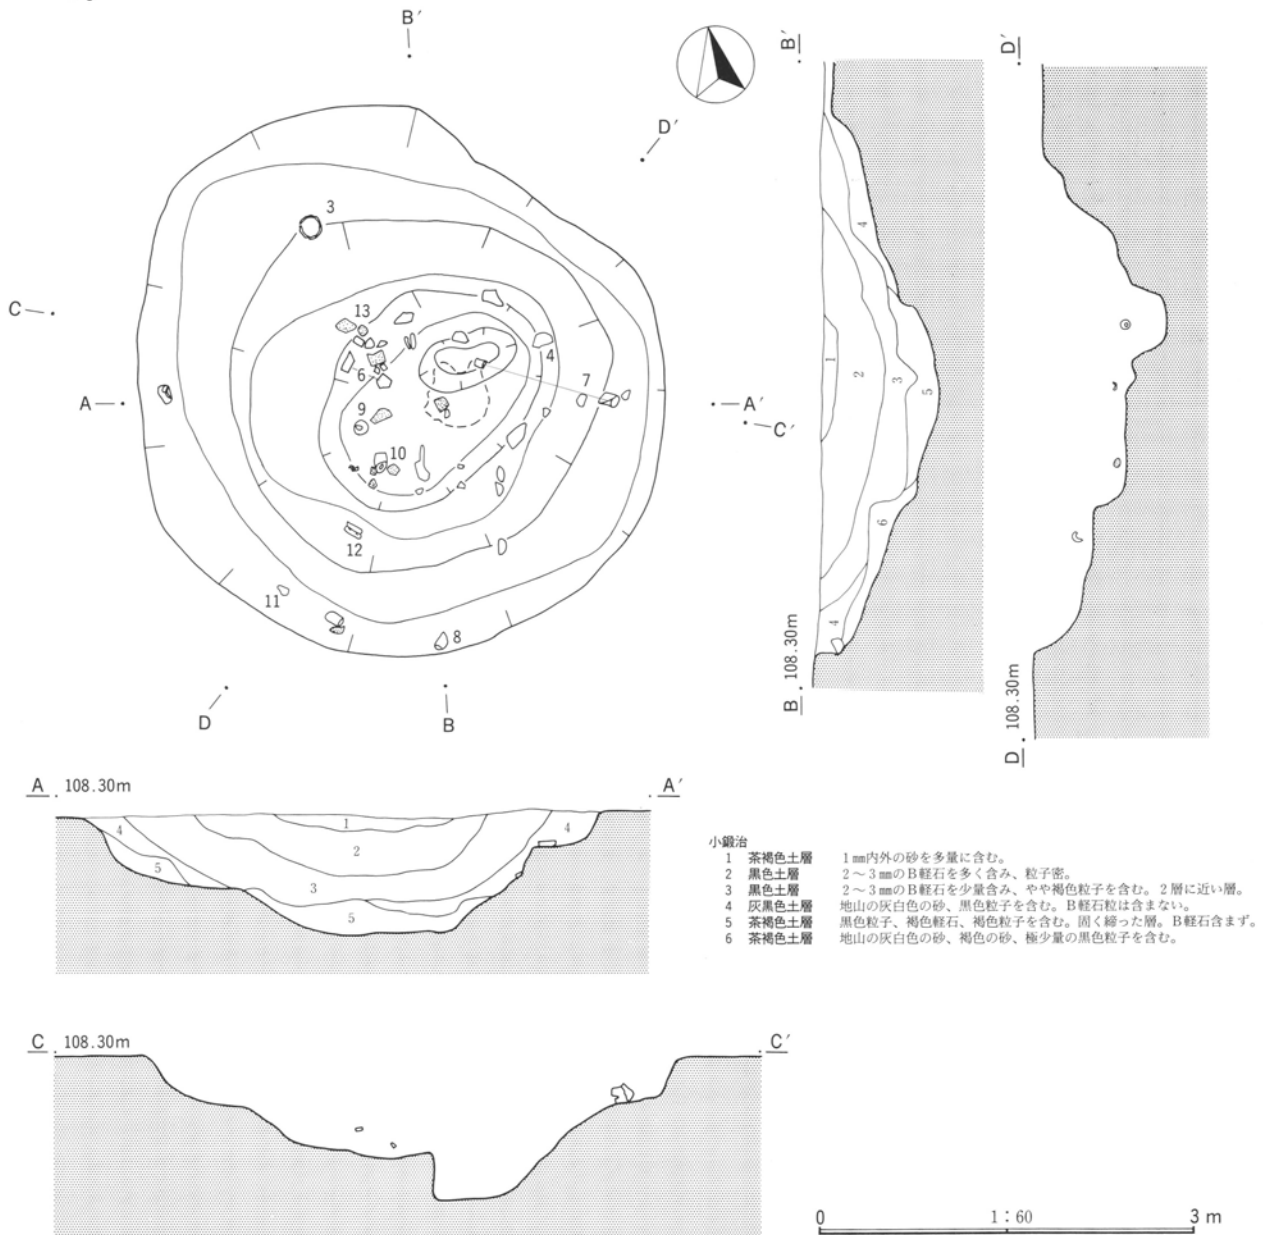 B′
D′
3
C
13
4
6
7
A
A′
9
C′
10
12
11
8
D
B
B′
4
1
2
3
5
6
4
B 108.30m
D′
D 108.30m
A 108.30m A′
4
1
4
2
5
3
5
小鍛治
1 茶褐色土層 1㎜内外の砂を多量に含む。
2 黒色土層 2～3㎜のB軽石を多く含み、粒子密。
3 黒色土層 2～3㎜のB軽石を少量含み、やや褐色粒子を含む。2層に近い層。
4 灰黒色土層 地山の灰白色の砂、黒色粒子を含む。B軽石粒は含まない。
5 茶褐色土層 黒色粒子、褐色軽石、褐色粒子を含む。固く締った層。B軽石含まず。
6 茶褐色土層 地山の灰白色の砂、褐色の砂、極少量の黒色粒子を含む。
C 108.30m C′
0 1：60 3 m